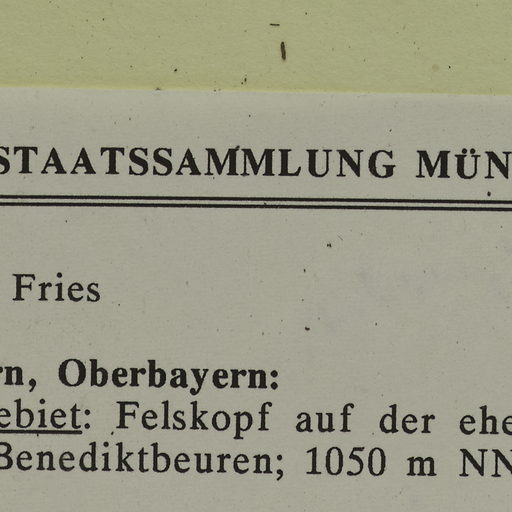 STAATSSAMMLUNG MÜN
Fries
rn, Oberbayern:
ebiet: Felskopf auf der ehe
Benediktbeuren; 1050 m NN